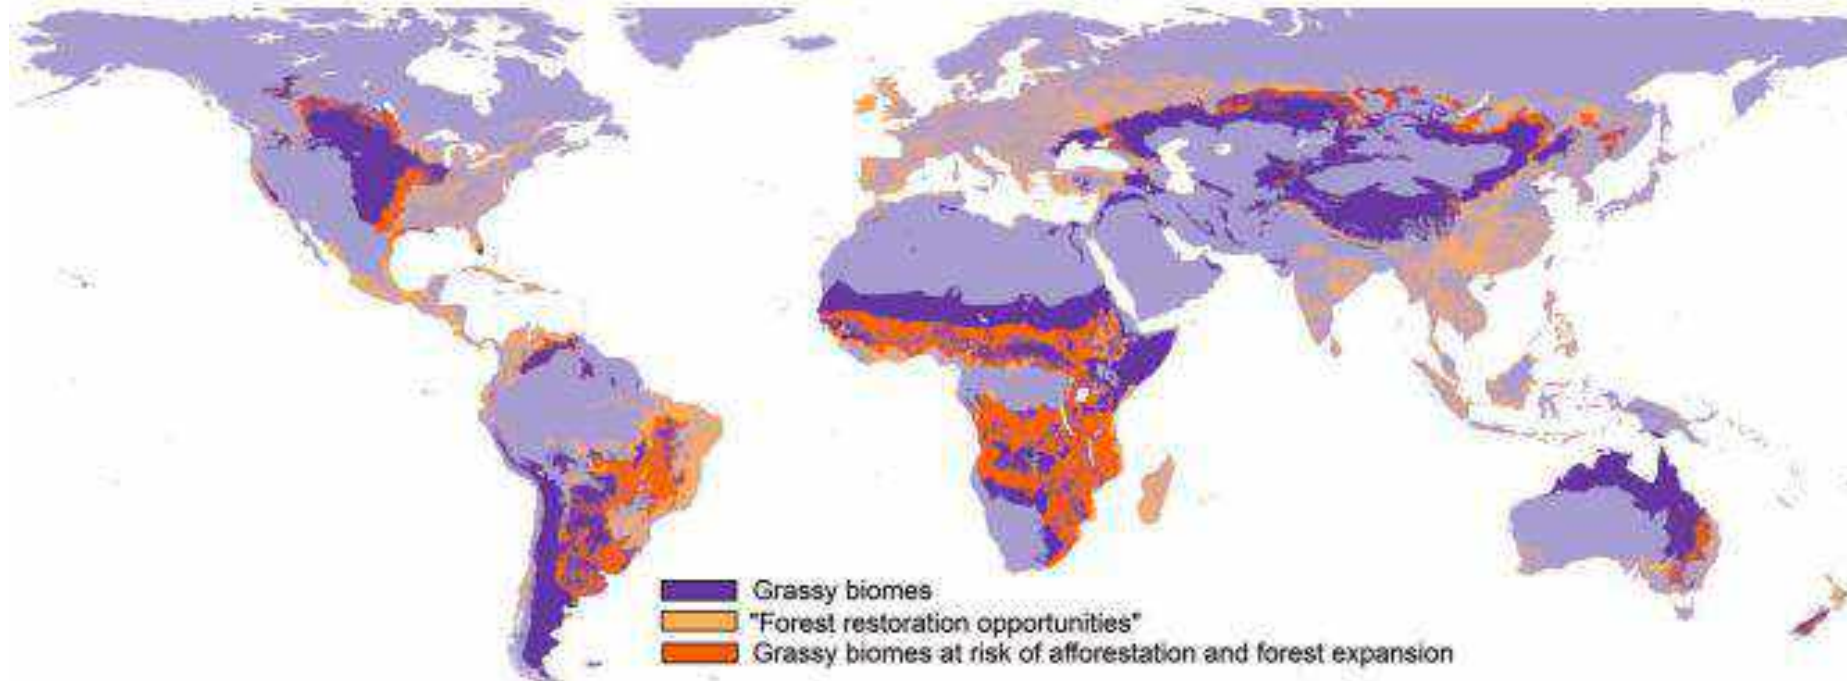 Grassy biomes
"Forest restoration opportunities"
Grassy biomes at risk of afforestation and forest expansion